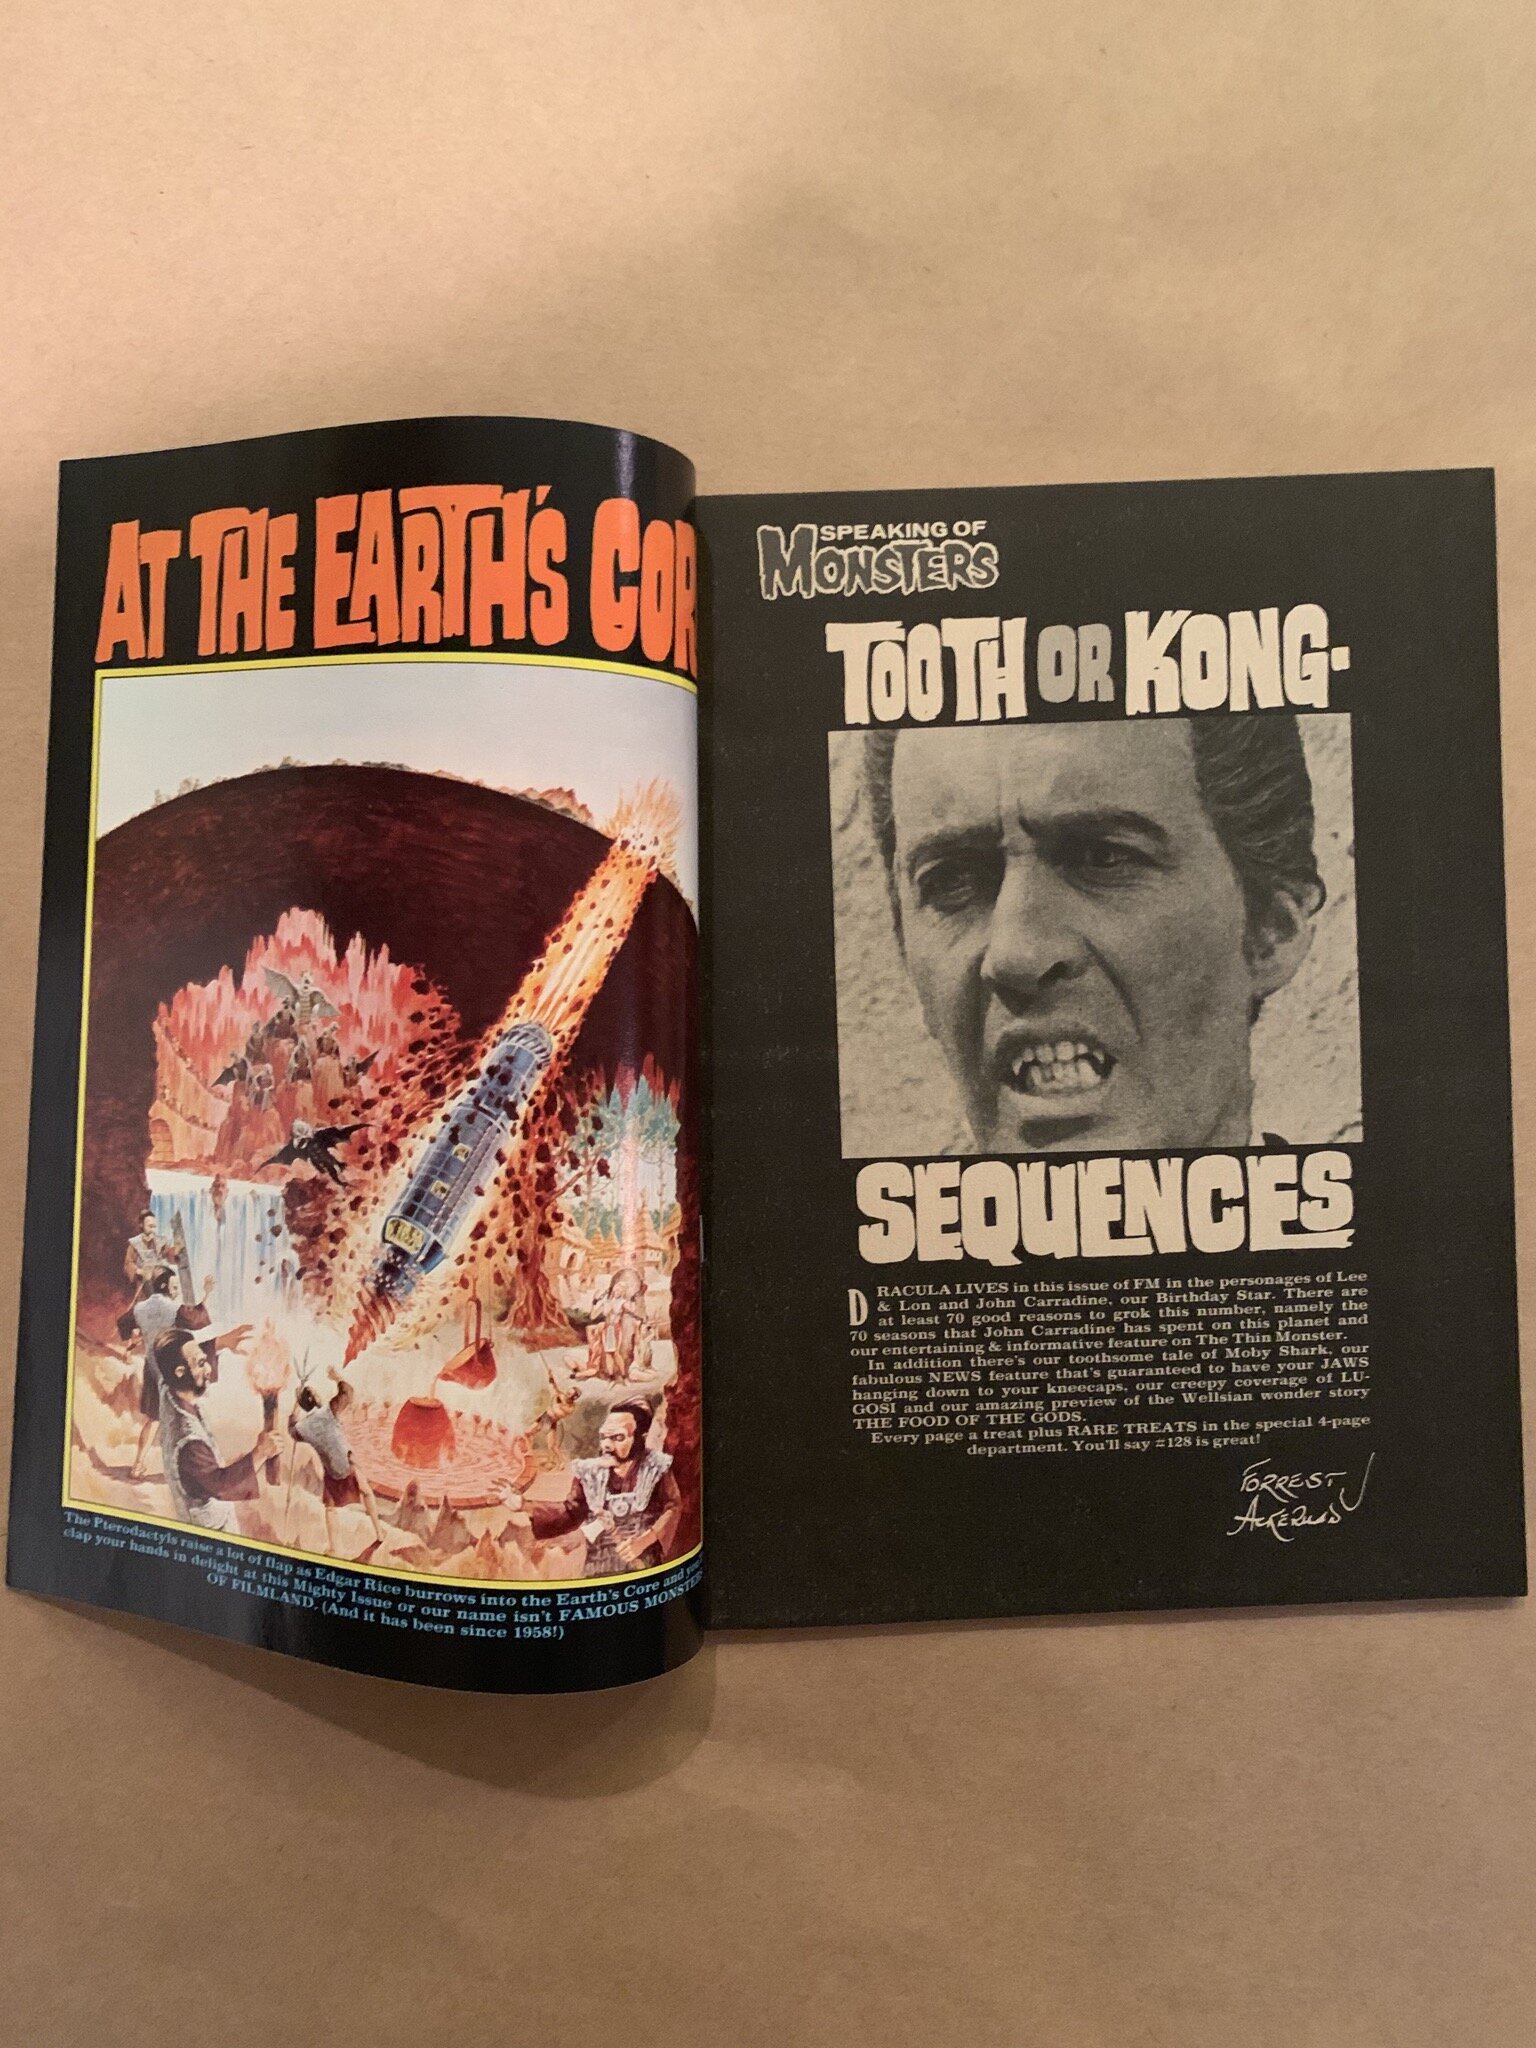 AT THE EARTH'S COR
The Pterodactyls raise a lot of flap as Edgar Rice burrows into the Earth's Core and you'll
clap your hands in delight at this Mighty Issue or our name isn't FAMOUS MONSTERS
OF FILMLAND. (And it has been since 1958!)
SPEAKING OF
MONSTERS
TOOTH OR KONG-
SEQUENCES
DRACULA LIVES in this issue of FM in the personages of Lee
& Lon and John Carradine, our Birthday Star. There are
at least 70 good reasons to grok this number, namely the
70 seasons that John Carradine has spent on this planet and
our entertaining & informative feature on The Thin Monster.
In addition there's our toothsome tale of Moby Shark, our
fabulous NEWS feature that's guaranteed to have your JAWS
hanging down to your kneecaps, our creepy coverage of LU-
GOSI and our amazing preview of the Wellsian wonder story
THE FOOD OF THE GODS.
Every page a treat plus RARE TREATS in the special 4-page
department. You'll say #128 is great!
FORREST J
ACKERMAN